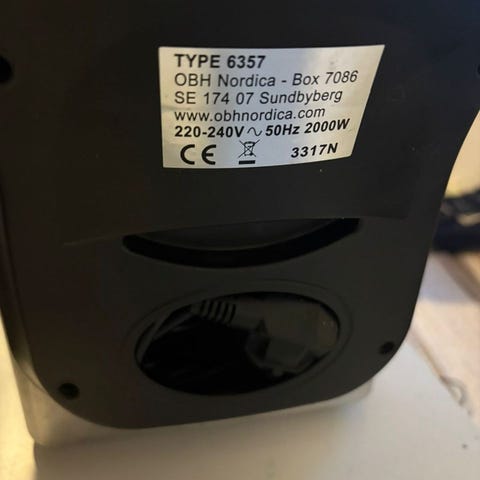 TYPE 6357
OBH Nordica - Box 7086
SE 174 07 Sundbyberg
www.obhnordica.com
220-240V ~ 50Hz 2000W
CE 3317N